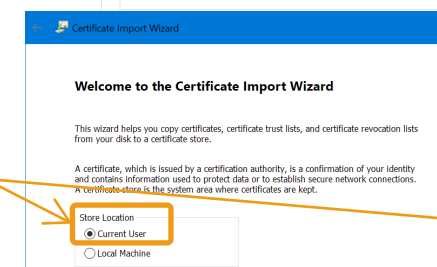 Certificate Import Wizard
Welcome to the Certificate Import Wizard
This wizard helps you copy certificates, certificate trust lists, and certificate revocation lists
from your disk to a certificate store.
A certificate, which is issued by a certification authority, is a confirmation of your identity
and contains information used to protect data or to establish secure network connections.
A certificate store is the system area where certificates are kept.
Store Location
Current User
Local Machine